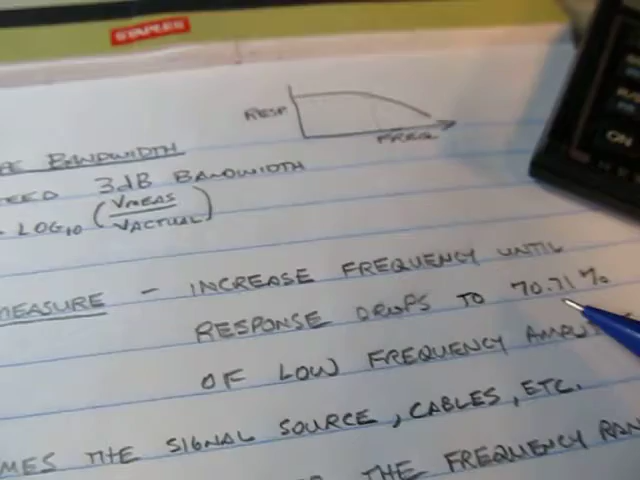 STAPLES
RESP
FREQ
BANDWIDTH
3dB BANDWIDTH
LOG10 (VMEAS/VACTUAL)
MEASURE - INCREASE FREQUENCY UNTIL
RESPONSE DROPS TO 70.71%
OF LOW FREQUENCY
THE SIGNAL SOURCE, CABLES, ETC.
THE FREQUENCY
ON